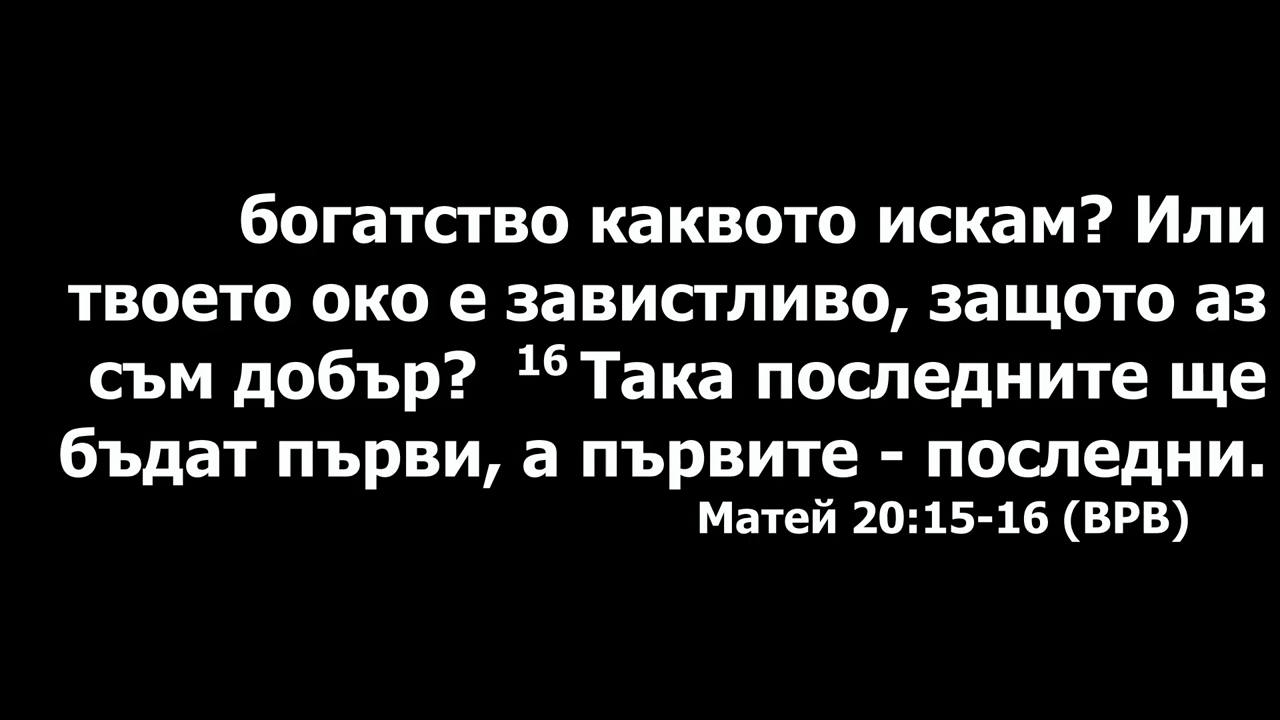 богатство каквото искам? Или
твоето око е завистливо, защото аз
съм добър? 16 Така последните ще
бъдат първи, а първите - последни.
Матей 20:15-16 (ВРВ)